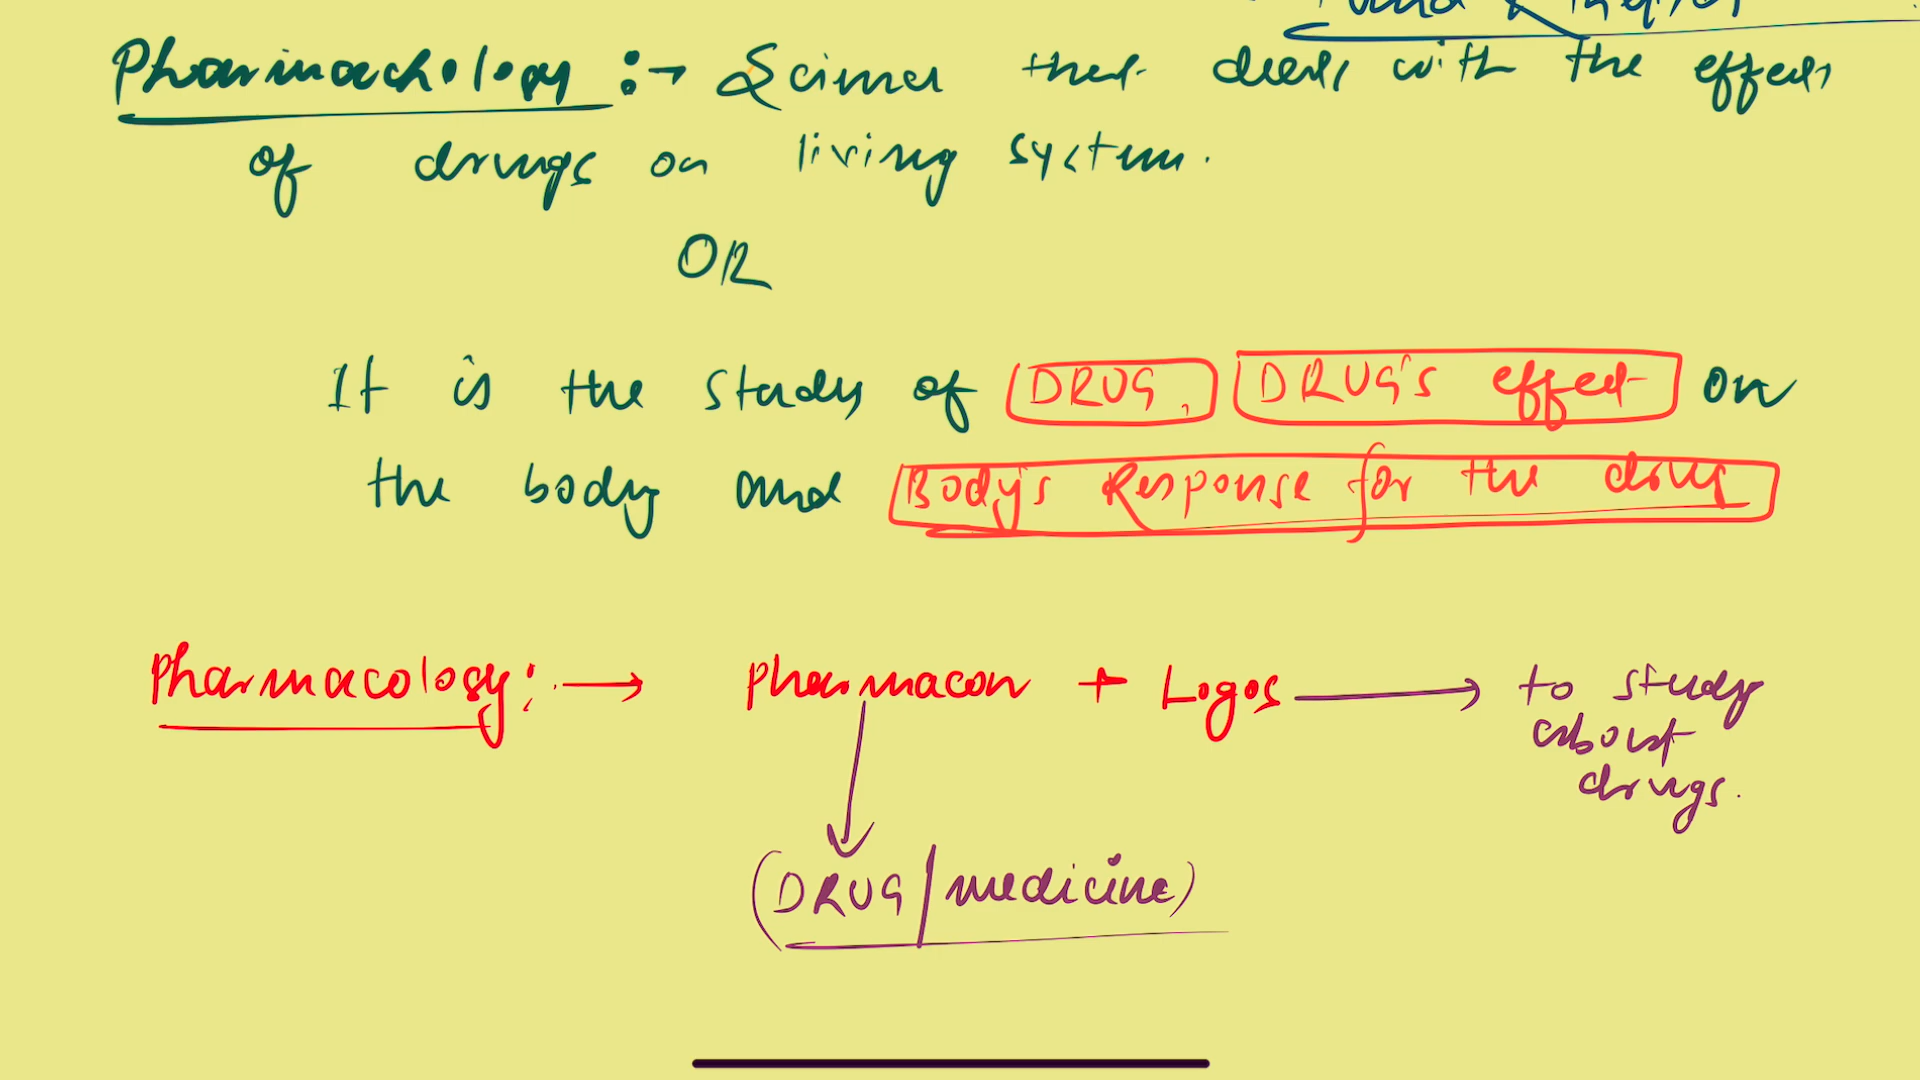 Pharmachology :→ Science that deals with the effects
of drugs on living system.
OR
It is the study of DRUG, DRUG's effect on
the body and Body's Response for the drug
Pharmacology: → Pharmacon + Logos → to study
about
drugs.
(DRUG/medicine)